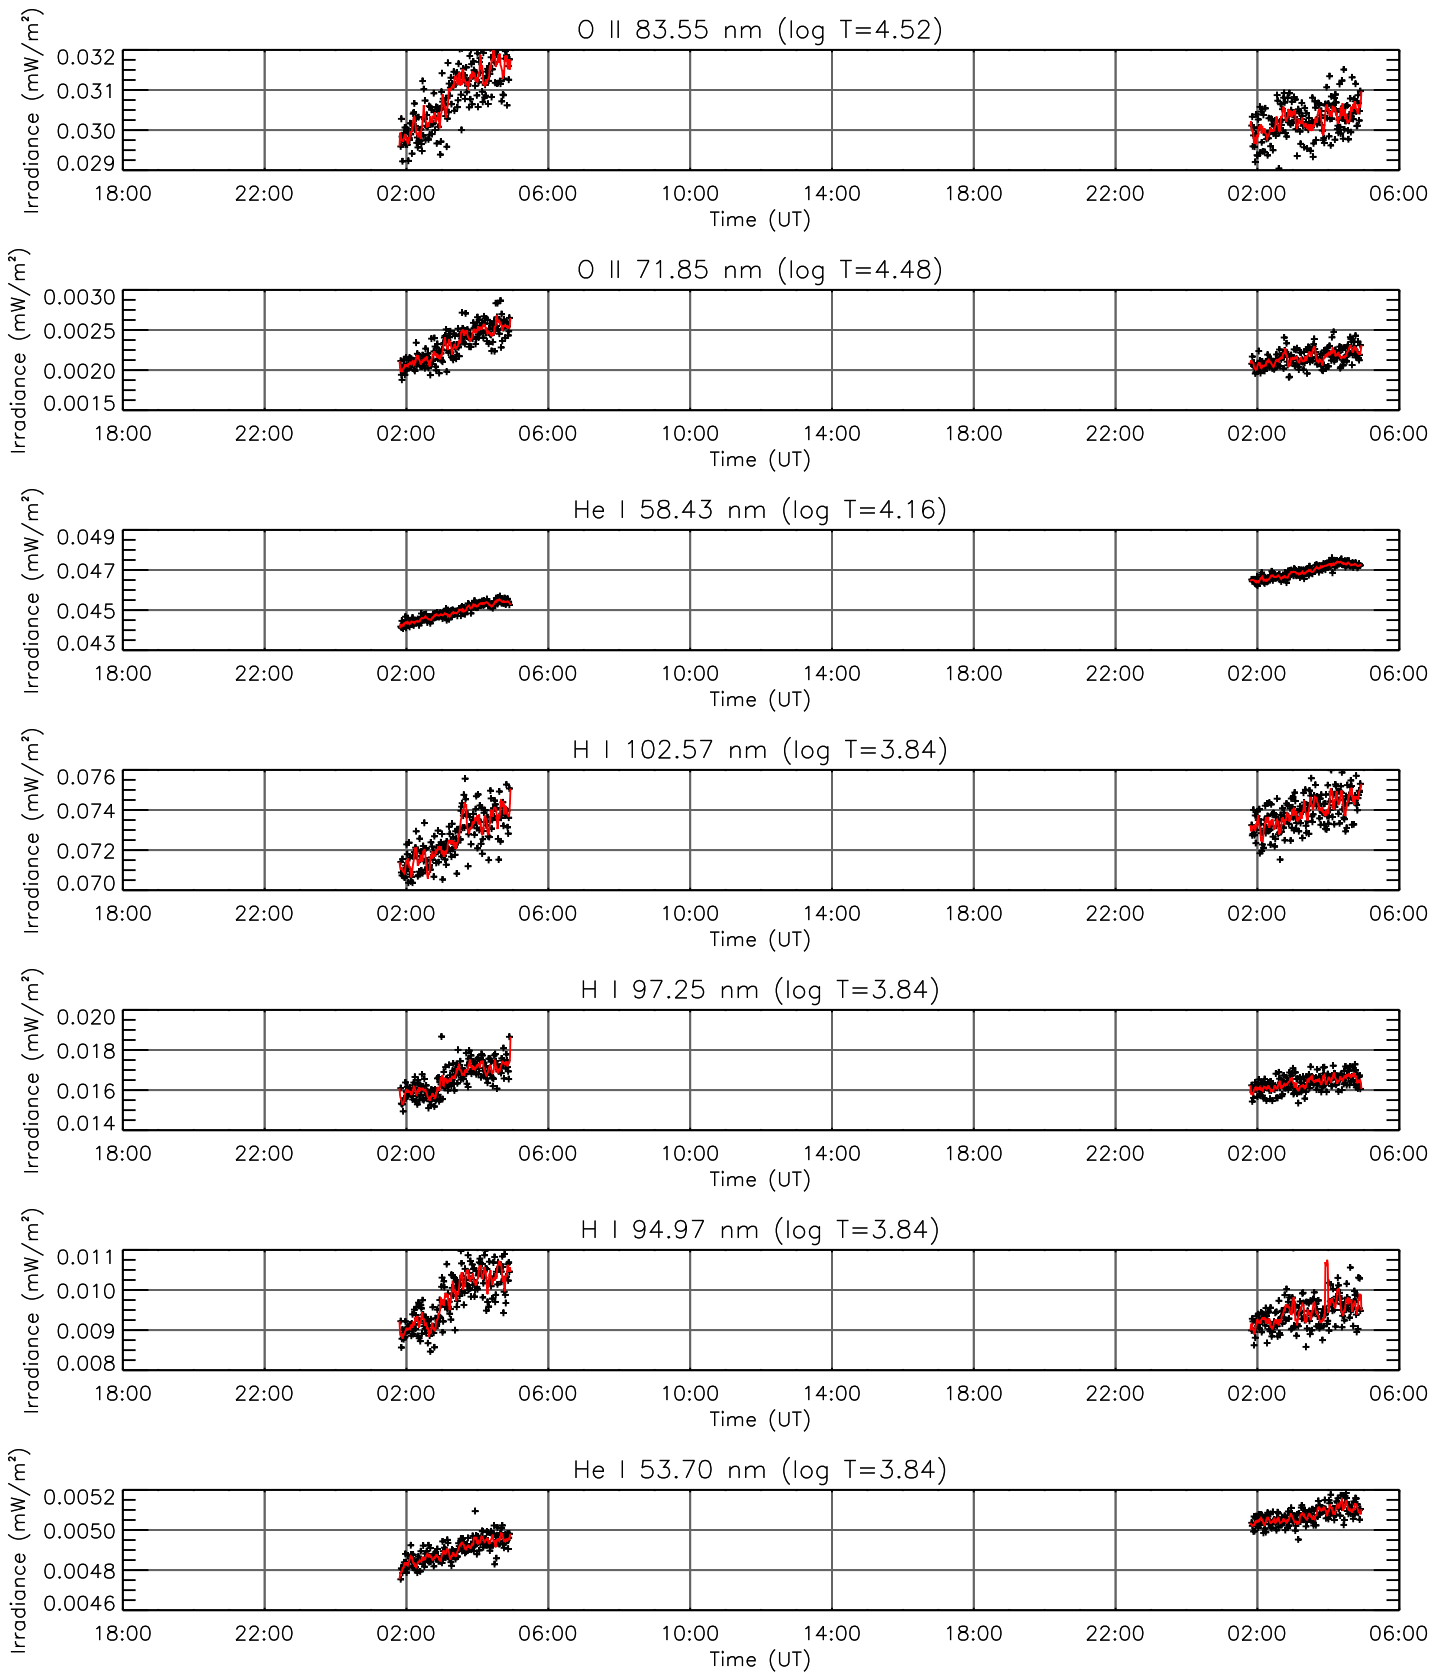 O II 83.55 nm (log T=4.52)
Irradiance (mW/m²)
0.032
0.031
0.030
0.029
18:00 22:00 02:00 06:00 10:00 14:00 18:00 22:00 02:00 06:00
Time (UT)
O II 71.85 nm (log T=4.48)
Irradiance (mW/m²)
0.0030
0.0025
0.0020
0.0015
18:00 22:00 02:00 06:00 10:00 14:00 18:00 22:00 02:00 06:00
Time (UT)
He I 58.43 nm (log T=4.16)
Irradiance (mW/m²)
0.049
0.047
0.045
0.043
18:00 22:00 02:00 06:00 10:00 14:00 18:00 22:00 02:00 06:00
Time (UT)
H I 102.57 nm (log T=3.84)
Irradiance (mW/m²)
0.076
0.074
0.072
0.070
18:00 22:00 02:00 06:00 10:00 14:00 18:00 22:00 02:00 06:00
Time (UT)
H I 97.25 nm (log T=3.84)
Irradiance (mW/m²)
0.020
0.018
0.016
0.014
18:00 22:00 02:00 06:00 10:00 14:00 18:00 22:00 02:00 06:00
Time (UT)
H I 94.97 nm (log T=3.84)
Irradiance (mW/m²)
0.011
0.010
0.009
0.008
18:00 22:00 02:00 06:00 10:00 14:00 18:00 22:00 02:00 06:00
Time (UT)
He I 53.70 nm (log T=3.84)
Irradiance (mW/m²)
0.0052
0.0050
0.0048
0.0046
18:00 22:00 02:00 06:00 10:00 14:00 18:00 22:00 02:00 06:00
Time (UT)